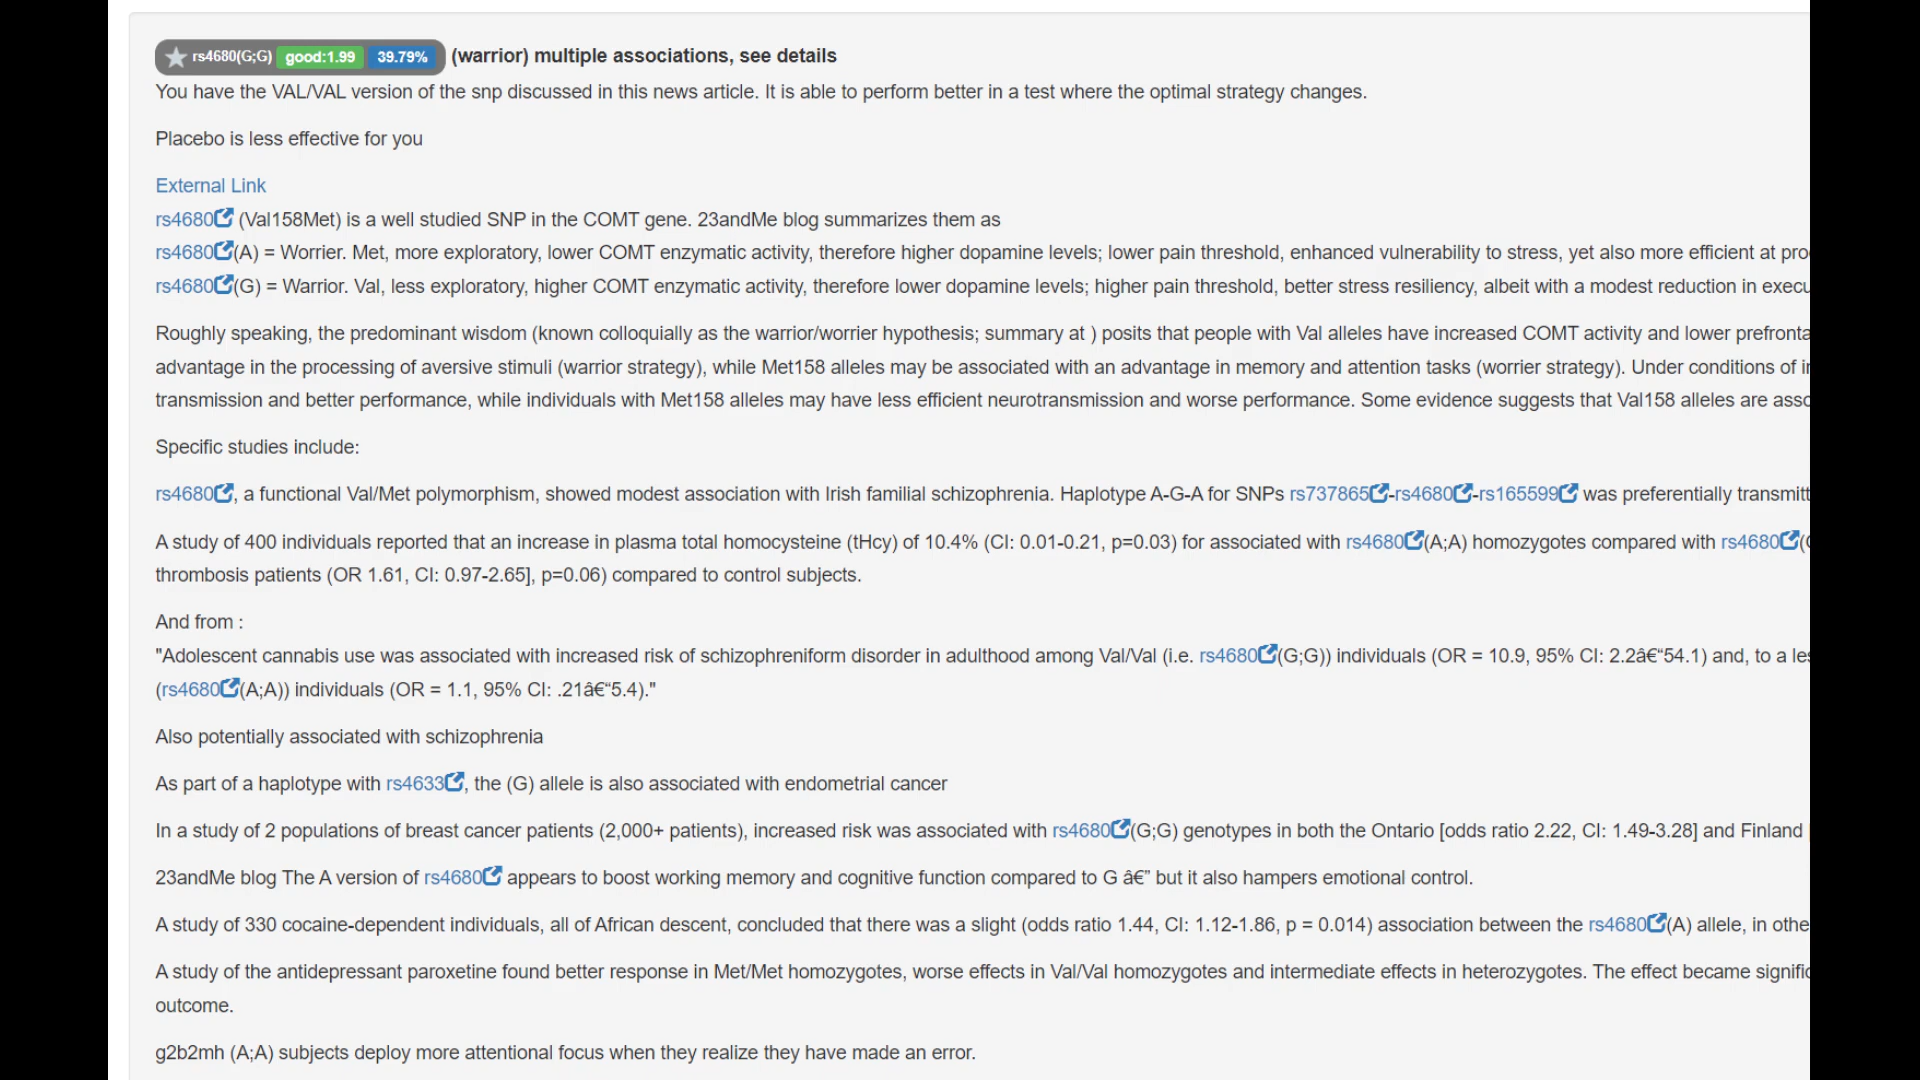 rs4680(G;G) good:1.99 39.79% (warrior) multiple associations, see details
You have the VAL/VAL version of the snp discussed in this news article. It is able to perform better in a test where the optimal strategy changes.
Placebo is less effective for you
External Link
rs4680 (Val158Met) is a well studied SNP in the COMT gene. 23andMe blog summarizes them as
rs4680(A) = Worrier. Met, more exploratory, lower COMT enzymatic activity, therefore higher dopamine levels; lower pain threshold, enhanced vulnerability to stress, yet also more efficient at pro
rs4680(G) = Warrior. Val, less exploratory, higher COMT enzymatic activity, therefore lower dopamine levels; higher pain threshold, better stress resiliency, albeit with a modest reduction in execu
Roughly speaking, the predominant wisdom (known colloquially as the warrior/worrier hypothesis; summary at ) posits that people with Val alleles have increased COMT activity and lower prefronta
advantage in the processing of aversive stimuli (warrior strategy), while Met158 alleles may be associated with an advantage in memory and attention tasks (worrier strategy). Under conditions of i
transmission and better performance, while individuals with Met158 alleles may have less efficient neurotransmission and worse performance. Some evidence suggests that Val158 alleles are asso
Specific studies include:
rs4680, a functional Val/Met polymorphism, showed modest association with Irish familial schizophrenia. Haplotype A-G-A for SNPs rs737865-rs4680-rs165599 was preferentially transmitt
A study of 400 individuals reported that an increase in plasma total homocysteine (tHcy) of 10.4% (CI: 0.01-0.21, p=0.03) for associated with rs4680(A;A) homozygotes compared with rs4680(
thrombosis patients (OR 1.61, CI: 0.97-2.65], p=0.06) compared to control subjects.
And from :
"Adolescent cannabis use was associated with increased risk of schizophreniform disorder in adulthood among Val/Val (i.e. rs4680(G;G)) individuals (OR = 10.9, 95% CI: 2.2â€“54.1) and, to a les
(rs4680(A;A)) individuals (OR = 1.1, 95% CI: .21â€“5.4)."
Also potentially associated with schizophrenia
As part of a haplotype with rs4633, the (G) allele is also associated with endometrial cancer
In a study of 2 populations of breast cancer patients (2,000+ patients), increased risk was associated with rs4680(G;G) genotypes in both the Ontario [odds ratio 2.22, CI: 1.49-3.28] and Finland
23andMe blog The A version of rs4680 appears to boost working memory and cognitive function compared to G â€” but it also hampers emotional control.
A study of 330 cocaine-dependent individuals, all of African descent, concluded that there was a slight (odds ratio 1.44, CI: 1.12-1.86, p = 0.014) association between the rs4680(A) allele, in othe
A study of the antidepressant paroxetine found better response in Met/Met homozygotes, worse effects in Val/Val homozygotes and intermediate effects in heterozygotes. The effect became signific
outcome.
g2b2mh (A;A) subjects deploy more attentional focus when they realize they have made an error.